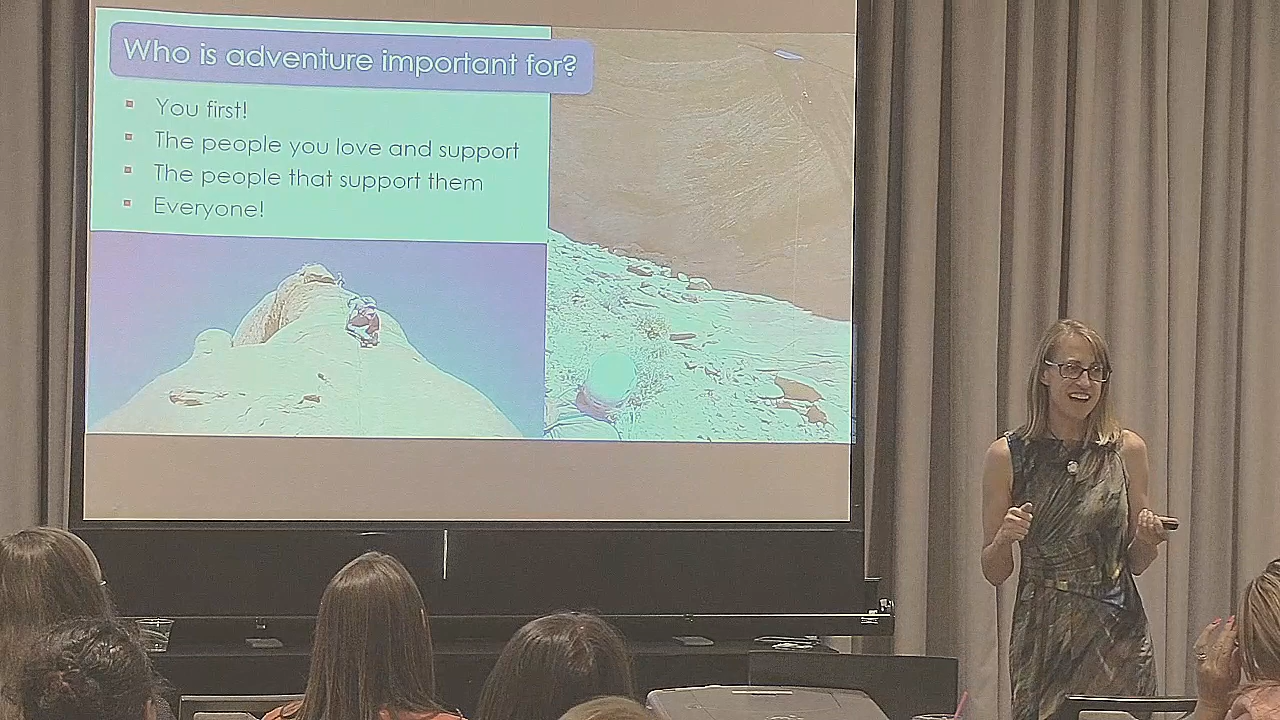 Who is adventure important for?
You first!
The people you love and support
The people that support them
Everyone!